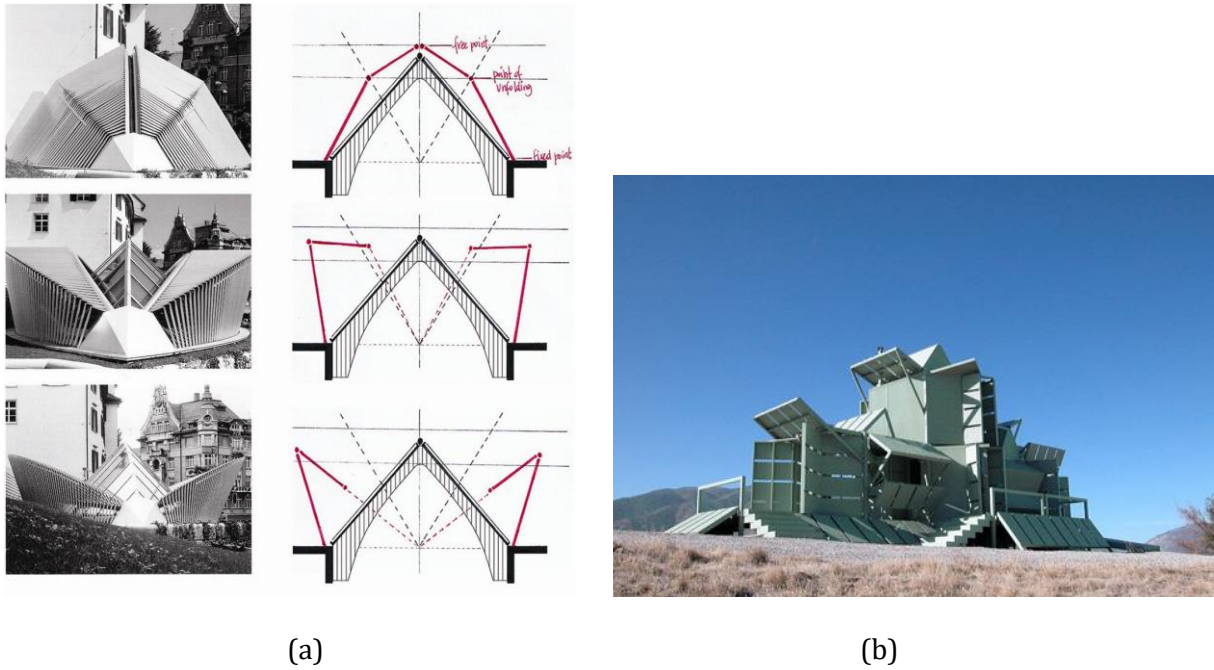 free point
point of
unfolding
Fixed point
(a)
(b)